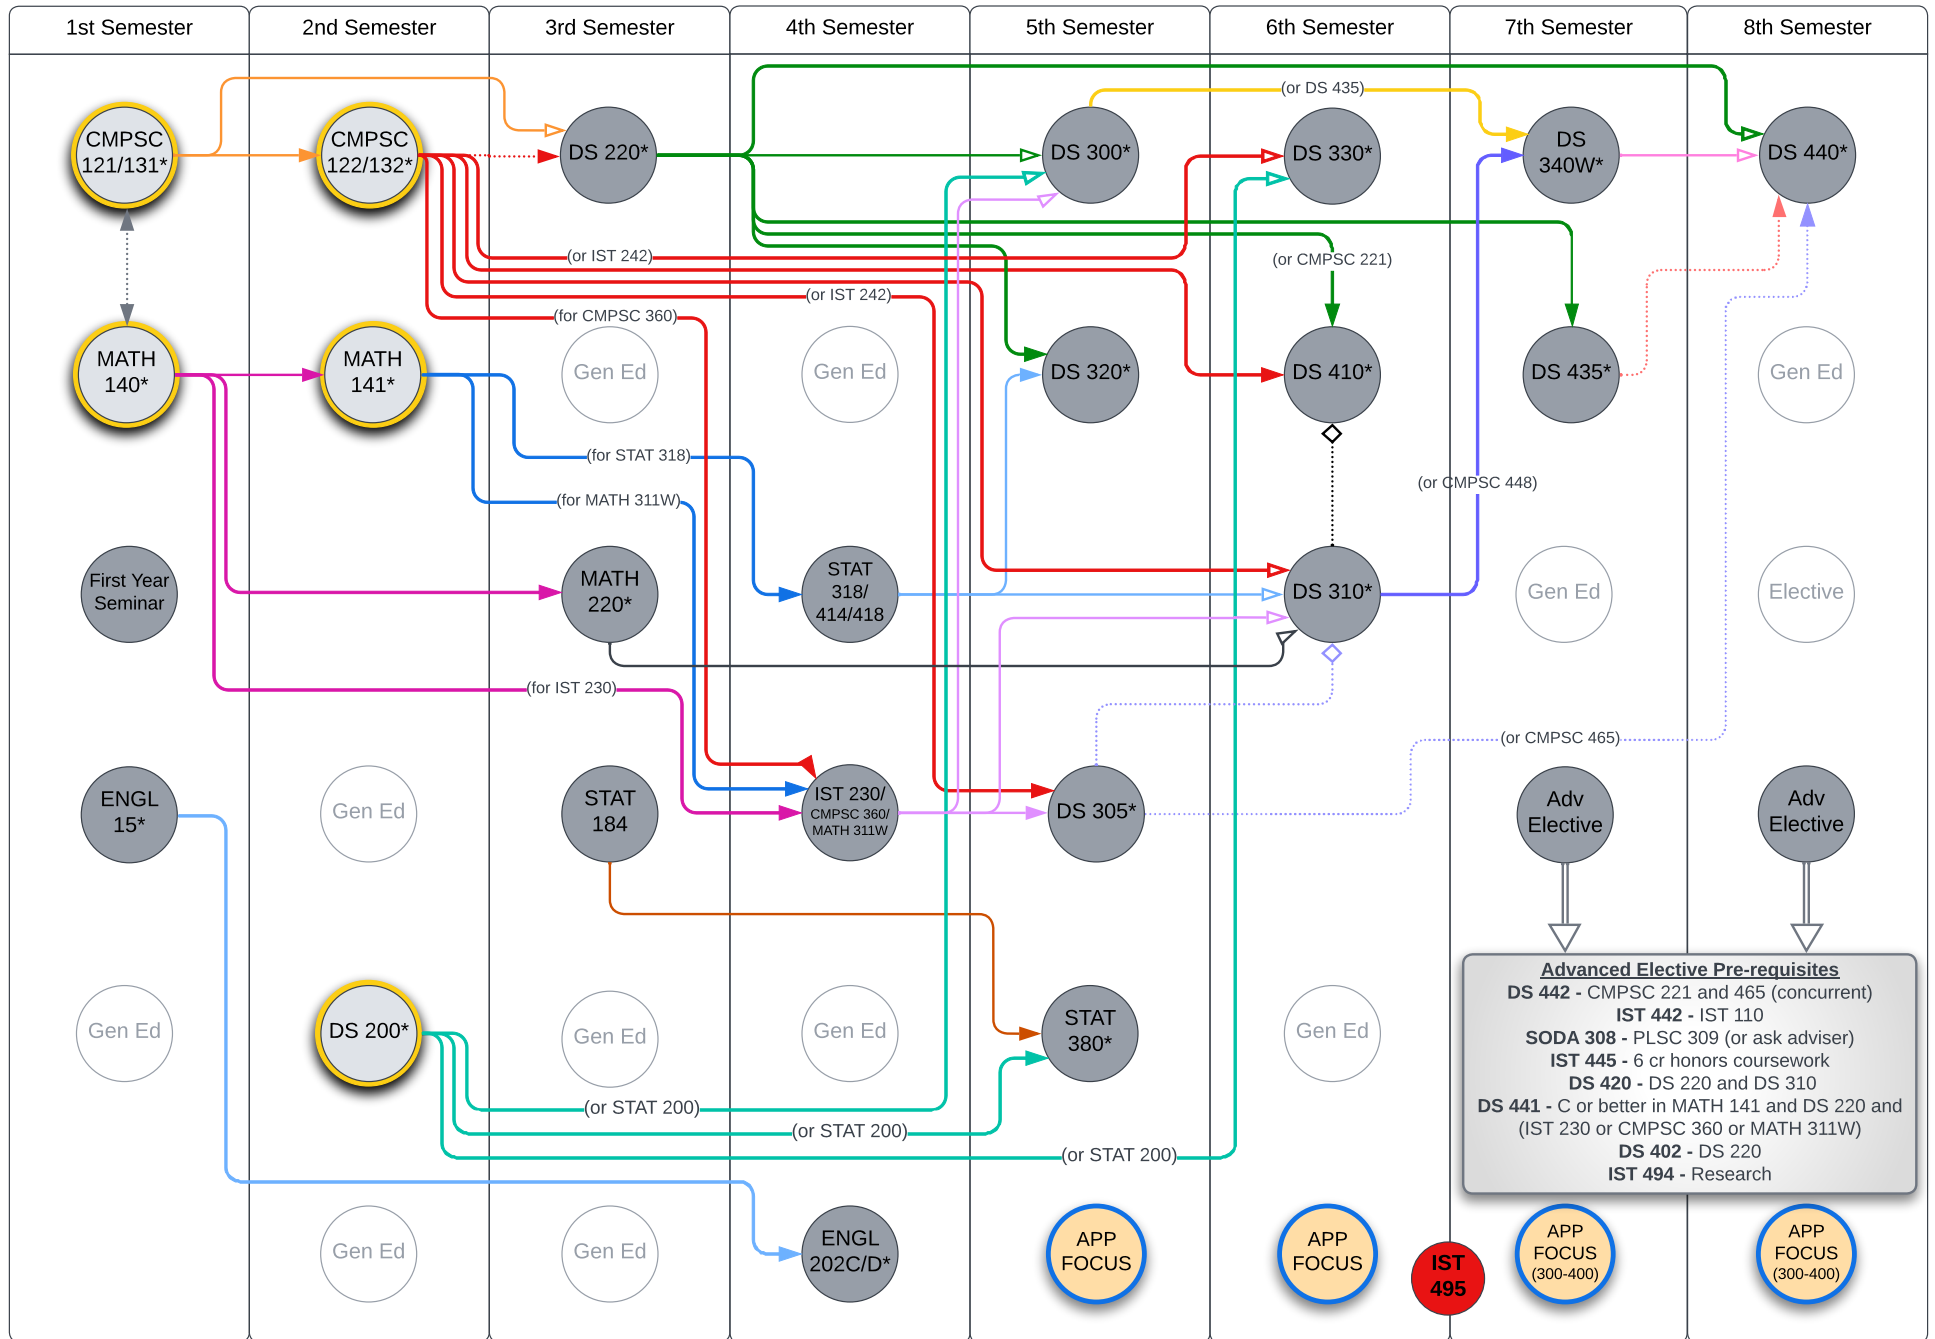 1st Semester
2nd Semester
3rd Semester
4th Semester
5th Semester
6th Semester
7th Semester
8th Semester
(or DS 435)
CMPSC
121/131*
CMPSC
122/132*
DS 220*
DS 300*
DS 330*
DS
340W*
DS 440*
(or IST 242)
(or CMPSC 221)
(or IST 242)
(for CMPSC 360)
MATH
140*
MATH
141*
Gen Ed
Gen Ed
DS 320*
DS 410*
DS 435*
Gen Ed
(for STAT 318)
(for MATH 311W)
(or CMPSC 448)
First Year
Seminar
MATH
220*
STAT
318/
414/418
DS 310*
Gen Ed
Elective
(for IST 230)
(or CMPSC 465)
ENGL
15*
Gen Ed
STAT
184
IST 230/
CMPSC 360/
MATH 311W
DS 305*
Adv
Elective
Adv
Elective
Gen Ed
DS 200*
Gen Ed
Gen Ed
STAT
380*
Gen Ed
Advanced Elective Pre-requisites
DS 442 - CMPSC 221 and 465 (concurrent)
IST 442 - IST 110
SODA 308 - PLSC 309 (or ask adviser)
IST 445 - 6 cr honors coursework
DS 420 - DS 220 and DS 310
DS 441 - C or better in MATH 141 and DS 220 and
(IST 230 or CMPSC 360 or MATH 311W)
DS 402 - DS 220
IST 494 - Research
(or STAT 200)
(or STAT 200)
(or STAT 200)
Gen Ed
Gen Ed
ENGL
202C/D*
APP
FOCUS
APP
FOCUS
IST
495
APP
FOCUS
(300-400)
APP
FOCUS
(300-400)